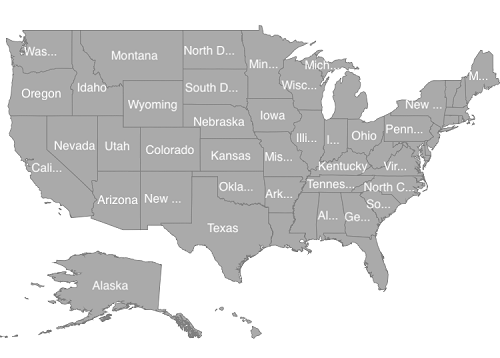 Was...
Montana
North D...
Min...
Mich...
M...
Oregon
Idaho
South D...
Wisc...
Wyoming
New ...
Nebraska
Iowa
Nevada
Utah
Colorado
Illi...
I...
Ohio
Penn...
Kansas
Mis...
Cali...
Kentucky
Vir...
Arizona
New ...
Okla...
Ark...
Tennes...
North C...
So...
Texas
Al...
Ge...
Alaska